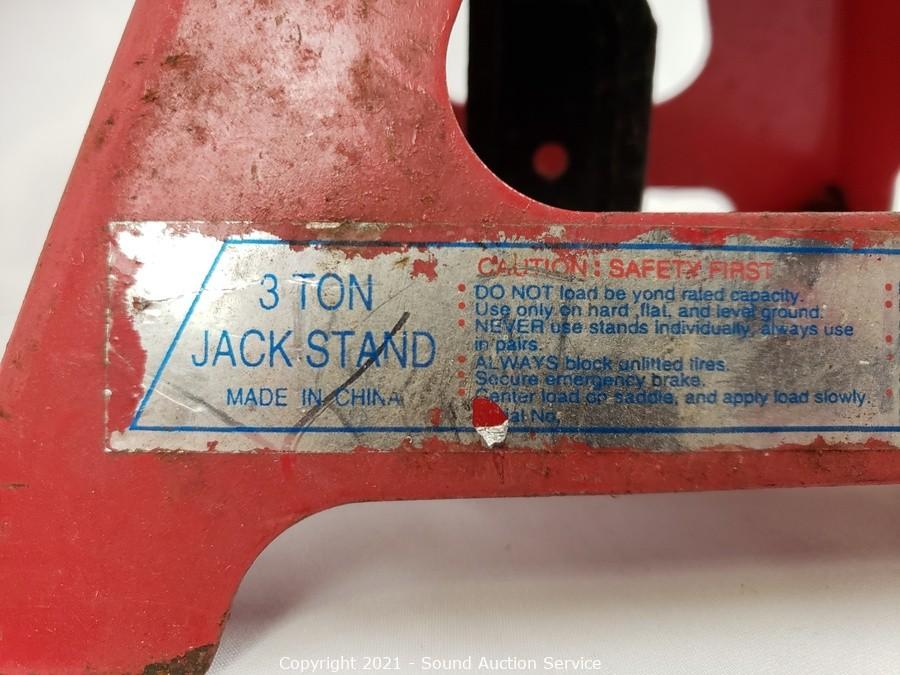 3 TON
JACK STAND
MADE IN CHINA
CAUTION: SAFETY FIRST
DO NOT load be yond rated capacity.
Use only on hard ,flat, and level ground.
NEVER use stands individually, always use
in pairs.
ALWAYS block unlifted tires.
Secure emergency brake.
Center load op saddle, and apply load slowly.
No.
Copyright 2021 - Sound Auction Service